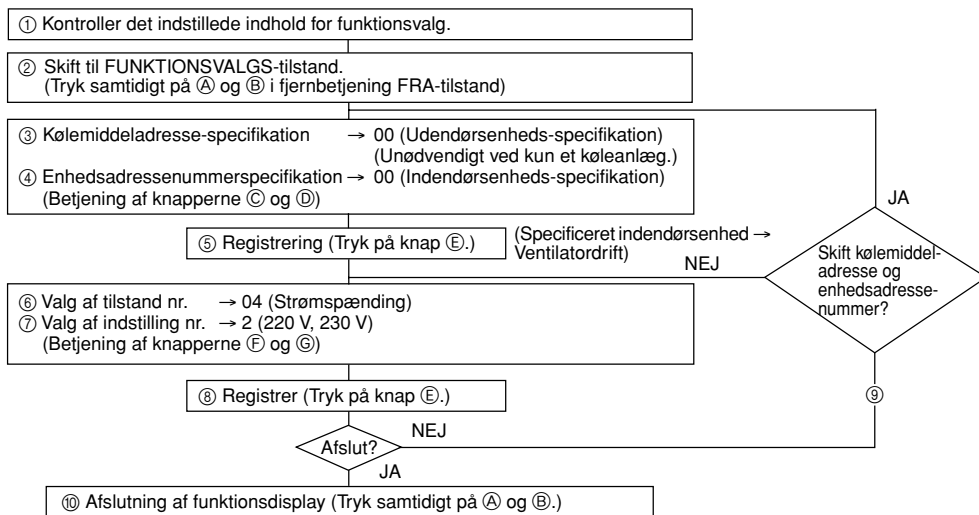 ① Kontroller det indstillede indhold for funktionsvalg.
② Skift til FUNKTIONSVALGS-tilstand.
(Tryk samtidigt på Ⓐ og Ⓑ i fjernbetjening FRA-tilstand)
③ Kølemiddeladresse-specifikation → 00 (Udendørsenheds-specifikation)
(Unødvendigt ved kun et køleanlæg.)
④ Enhedsadressenummerspecifikation → 00 (Indendørsenheds-specifikation)
(Betjening af knapperne Ⓒ og Ⓓ)
JA
⑤ Registrering (Tryk på knap Ⓔ.)
(Specificeret indendørsenhed →
Ventilatordrift)
NEJ
Skift kølemiddel-
adresse og
enhedsadresse-
nummer?
⑥ Valg af tilstand nr. → 04 (Strømspænding)
⑦ Valg af indstilling nr. → 2 (220 V, 230 V)
(Betjening af knapperne Ⓕ og Ⓖ)
⑧ Registrer (Tryk på knap Ⓔ.)
⑨
Afslut?
NEJ
JA
⑩ Afslutning af funktionsdisplay (Tryk samtidigt på Ⓐ og Ⓑ.)